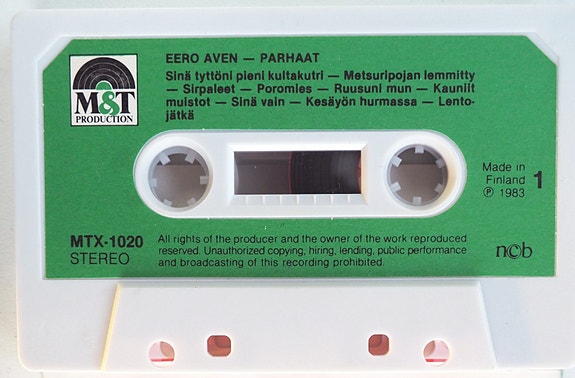 EERO AVEN — PARHAAT
Sinä tyttöni pieni kultakutri — Metsuripojan lemmitty
— Sirpaleet — Poromies — Ruusuni mun — Kauniit
muistot — Sinä vain — Kesäyön hurmassa — Lento-
jätkä
M&T
PRODUCTION
Made in
Finland
℗ 1983
1
MTX-1020
STEREO
All rights of the producer and the owner of the work reproduced
reserved. Unauthorized copying, hiring, lending, public performance
and broadcasting of this recording prohibited.
ncb